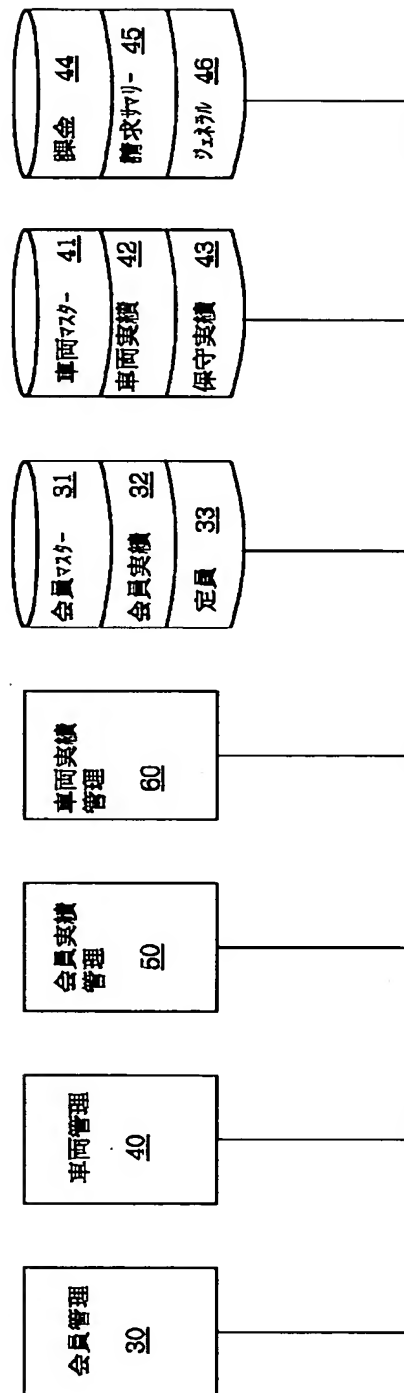 会員管理
30
車両管理
40
会員実績
管理
50
車両実績
管理
60
会員マスター 31
会員実績 32
定員 33
車両マスター 41
車両実績 42
保守実績 43
課金 44
請求サマリー 45
ジェネラル 46